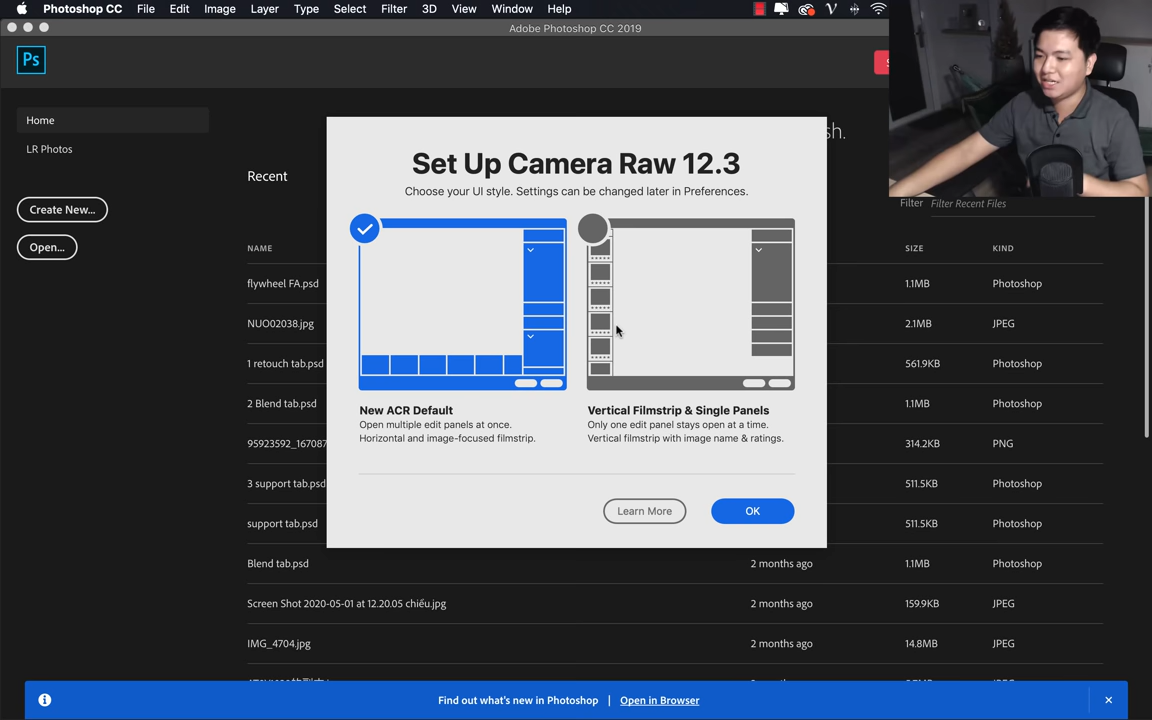 Photoshop CC File Edit Image Layer Type Select Filter 3D View Window Help
Adobe Photoshop CC 2019
Ps
Home
LR Photos
Create New...
Open...
Recent
sh.
Filter Filter Recent Files
NAME SIZE KIND
flywheel FA.psd 1.1MB Photoshop
NUO02038.jpg 2.1MB JPEG
1 retouch tab.psd 561.9KB Photoshop
2 Blend tab.psd 1.1MB Photoshop
95923592_167087 314.2KB PNG
3 support tab.psd 511.5KB Photoshop
support tab.psd 511.5KB Photoshop
Blend tab.psd 2 months ago 1.1MB Photoshop
Screen Shot 2020-05-01 at 12.20.05 chiều.jpg 2 months ago 159.9KB JPEG
IMG_4704.jpg 2 months ago 14.8MB JPEG
Set Up Camera Raw 12.3
Choose your UI style. Settings can be changed later in Preferences.
New ACR Default
Open multiple edit panels at once.
Horizontal and image-focused filmstrip.
Vertical Filmstrip & Single Panels
Only one edit panel stays open at a time.
Vertical filmstrip with image name & ratings.
Learn More
OK
Find out what's new in Photoshop | Open in Browser